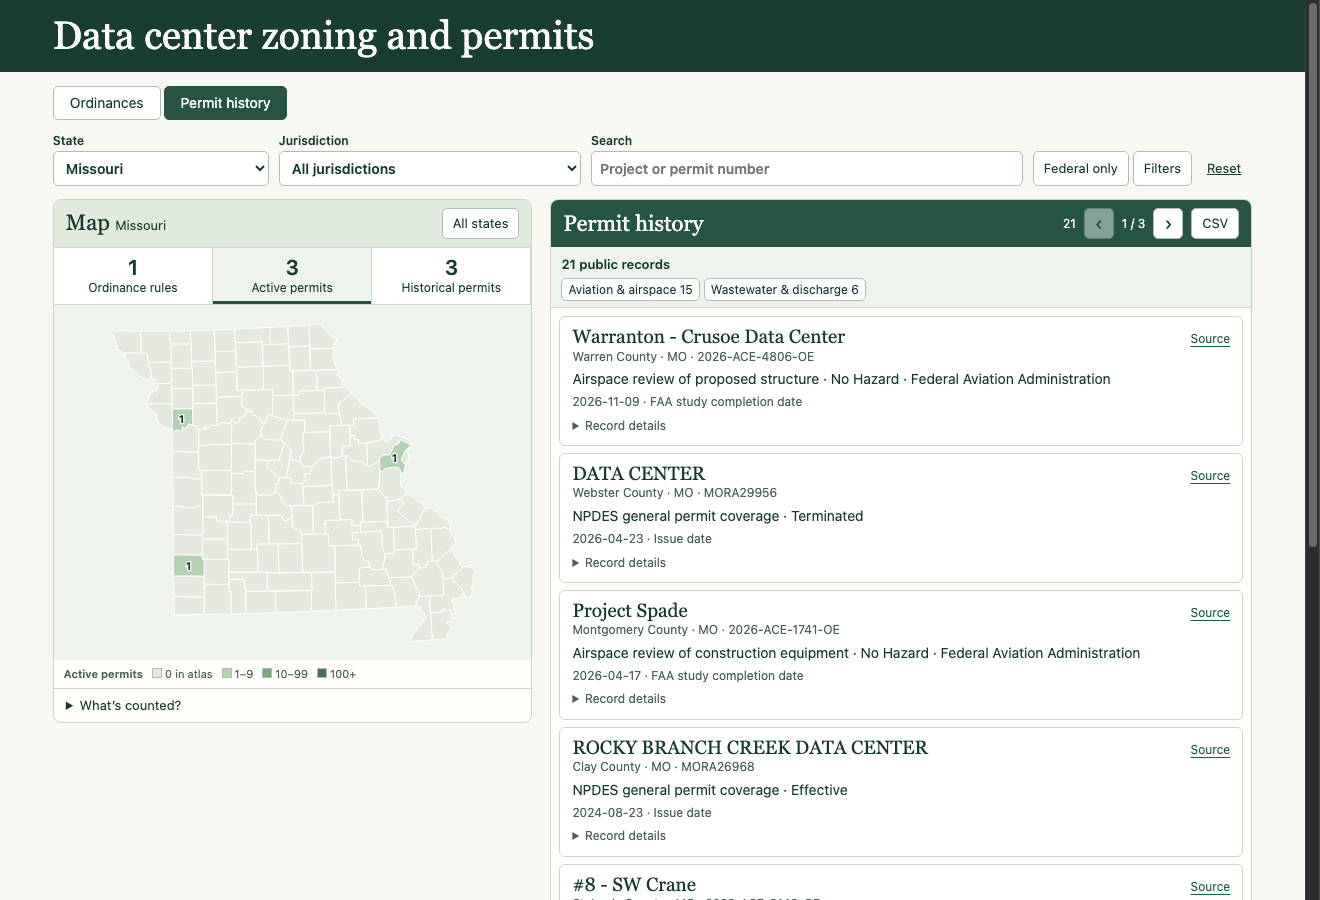 Data center zoning and permits
Ordinances
Permit history
State
Jurisdiction
Search
Missouri
All jurisdictions
Project or permit number
Federal only
Filters
Reset
Map Missouri
All states
1
Ordinance rules
3
Active permits
3
Historical permits
1
1
1
Active permits 0 in atlas 1–9 10–99 100+
What's counted?
Permit history
21 ‹ 1 / 3 › CSV
21 public records
Aviation & airspace 15
Wastewater & discharge 6
Warranton - Crusoe Data Center
Source
Warren County · MO · 2026-ACE-4806-OE
Airspace review of proposed structure · No Hazard · Federal Aviation Administration
2026-11-09 · FAA study completion date
Record details
DATA CENTER
Source
Webster County · MO · MORA29956
NPDES general permit coverage · Terminated
2026-04-23 · Issue date
Record details
Project Spade
Source
Montgomery County · MO · 2026-ACE-1741-OE
Airspace review of construction equipment · No Hazard · Federal Aviation Administration
2026-04-17 · FAA study completion date
Record details
ROCKY BRANCH CREEK DATA CENTER
Source
Clay County · MO · MORA26968
NPDES general permit coverage · Effective
2024-08-23 · Issue date
Record details
#8 - SW Crane
Source